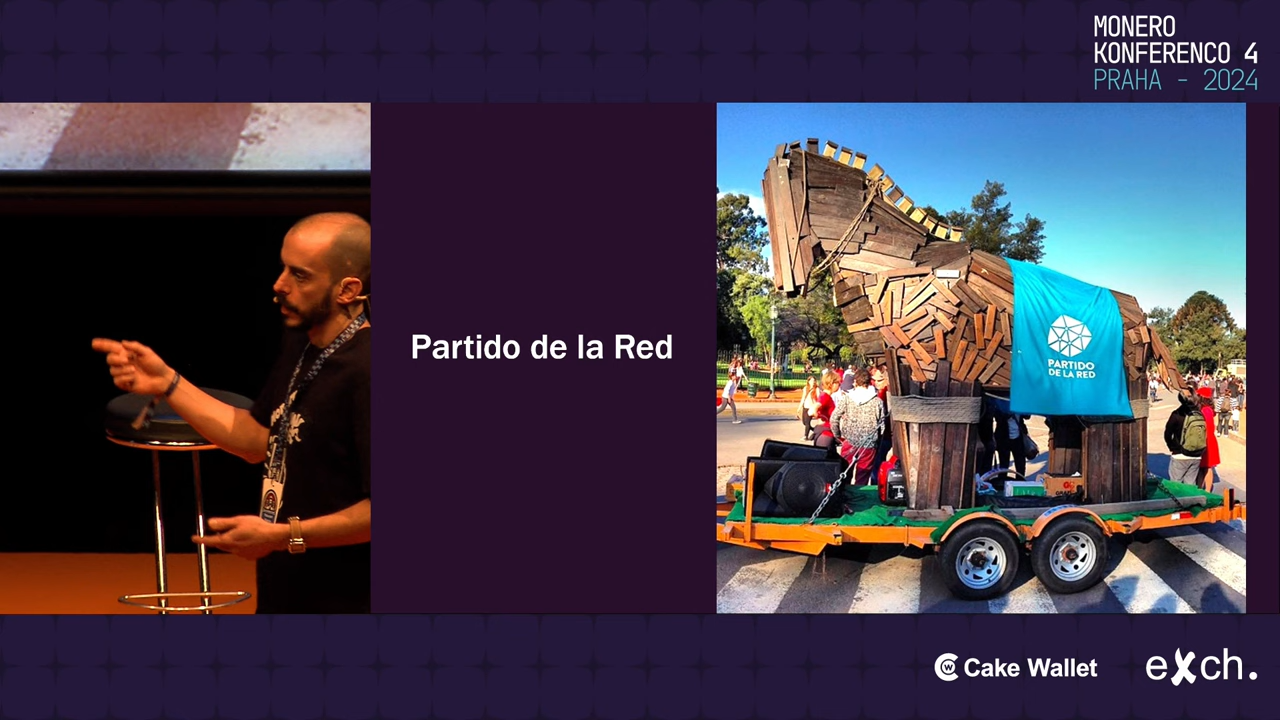 MONERO
KONFERENCO 4
PRAHA - 2024
Partido de la Red
PARTIDO
DE LA RED
Cake Wallet
exch.